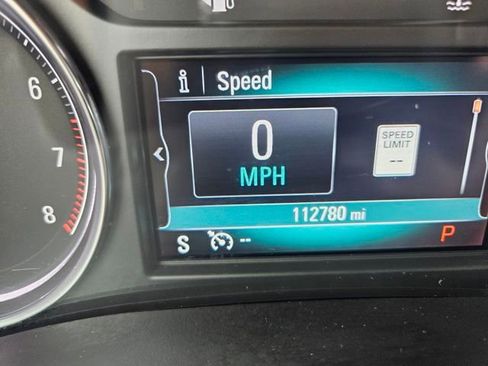 i Speed
6
7
8
0
MPH
SPEED
LIMIT
--
112780 mi
S --
P